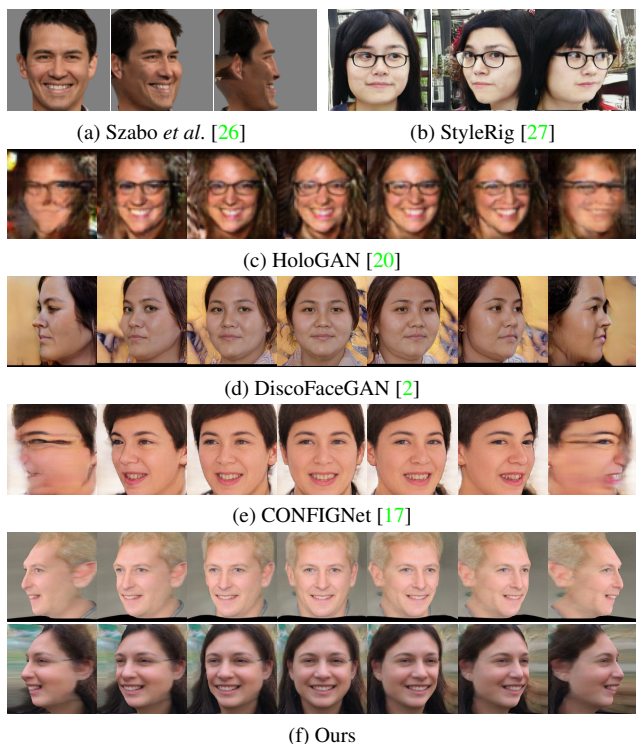 (a) Szabo et al. [26]
(b) StyleRig [27]
(c) HoloGAN [20]
(d) DiscoFaceGAN [2]
(e) CONFIGNet [17]
(f) Ours